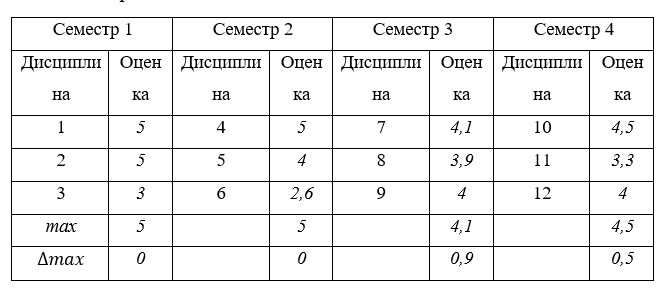 Семестр 1 Семестр 2 Семестр 3 Семестр 4
Дисципли Оцен Дисципли Оцен Дисципли Оцен Дисципли Оцен
на ка на ка на ка на ка
1 5 4 5 7 4,1 10 4,5
2 5 5 4 8 3,9 11 3,3
3 3 6 2,6 9 4 12 4
max 5 5 4,1 4,5
Δmax 0 0 0,9 0,5